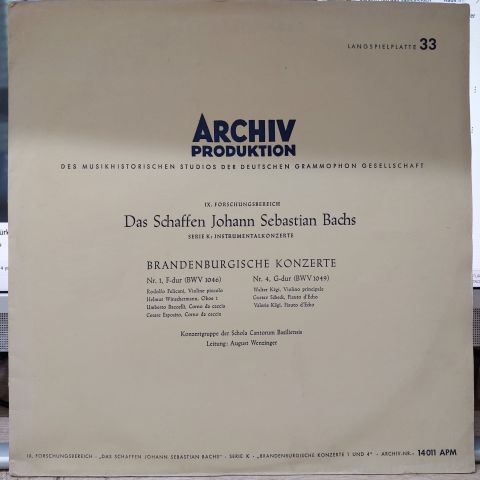 LANGSPIELPLATTE 33
ARCHIV
PRODUKTION
DES MUSIKHISTORISCHEN STUDIOS DER DEUTSCHEN GRAMMOPHON GESELLSCHAFT
IX. FORSCHUNGSBEREICH
Das Schaffen Johann Sebastian Bachs
SERIE K: INSTRUMENTALKONZERTE
BRANDENBURGISCHE KONZERTE
Nr. 1, F-dur (BWV 1046)
Rodolfo Felicani, Violino piccolo
Helmut Winschermann, Oboe 1
Umberto Baccelli, Corno da caccia
Cesare Esposito, Corno da caccia
Nr. 4, G-dur (BWV 1049)
Walter Kägi, Violino principale
Gustav Scheck, Flauto d'Echo
Valerie Kägi, Flauto d'Echo
Konzertgruppe der Schola Cantorum Basiliensis
Leitung: August Wenzinger
IX. FORSCHUNGSBEREICH · „DAS SCHAFFEN JOHANN SEBASTIAN BACHS" · SERIE K · „BRANDENBURGISCHE KONZERTE 1 UND 4" · ARCHIV-NR.· 14011 APM